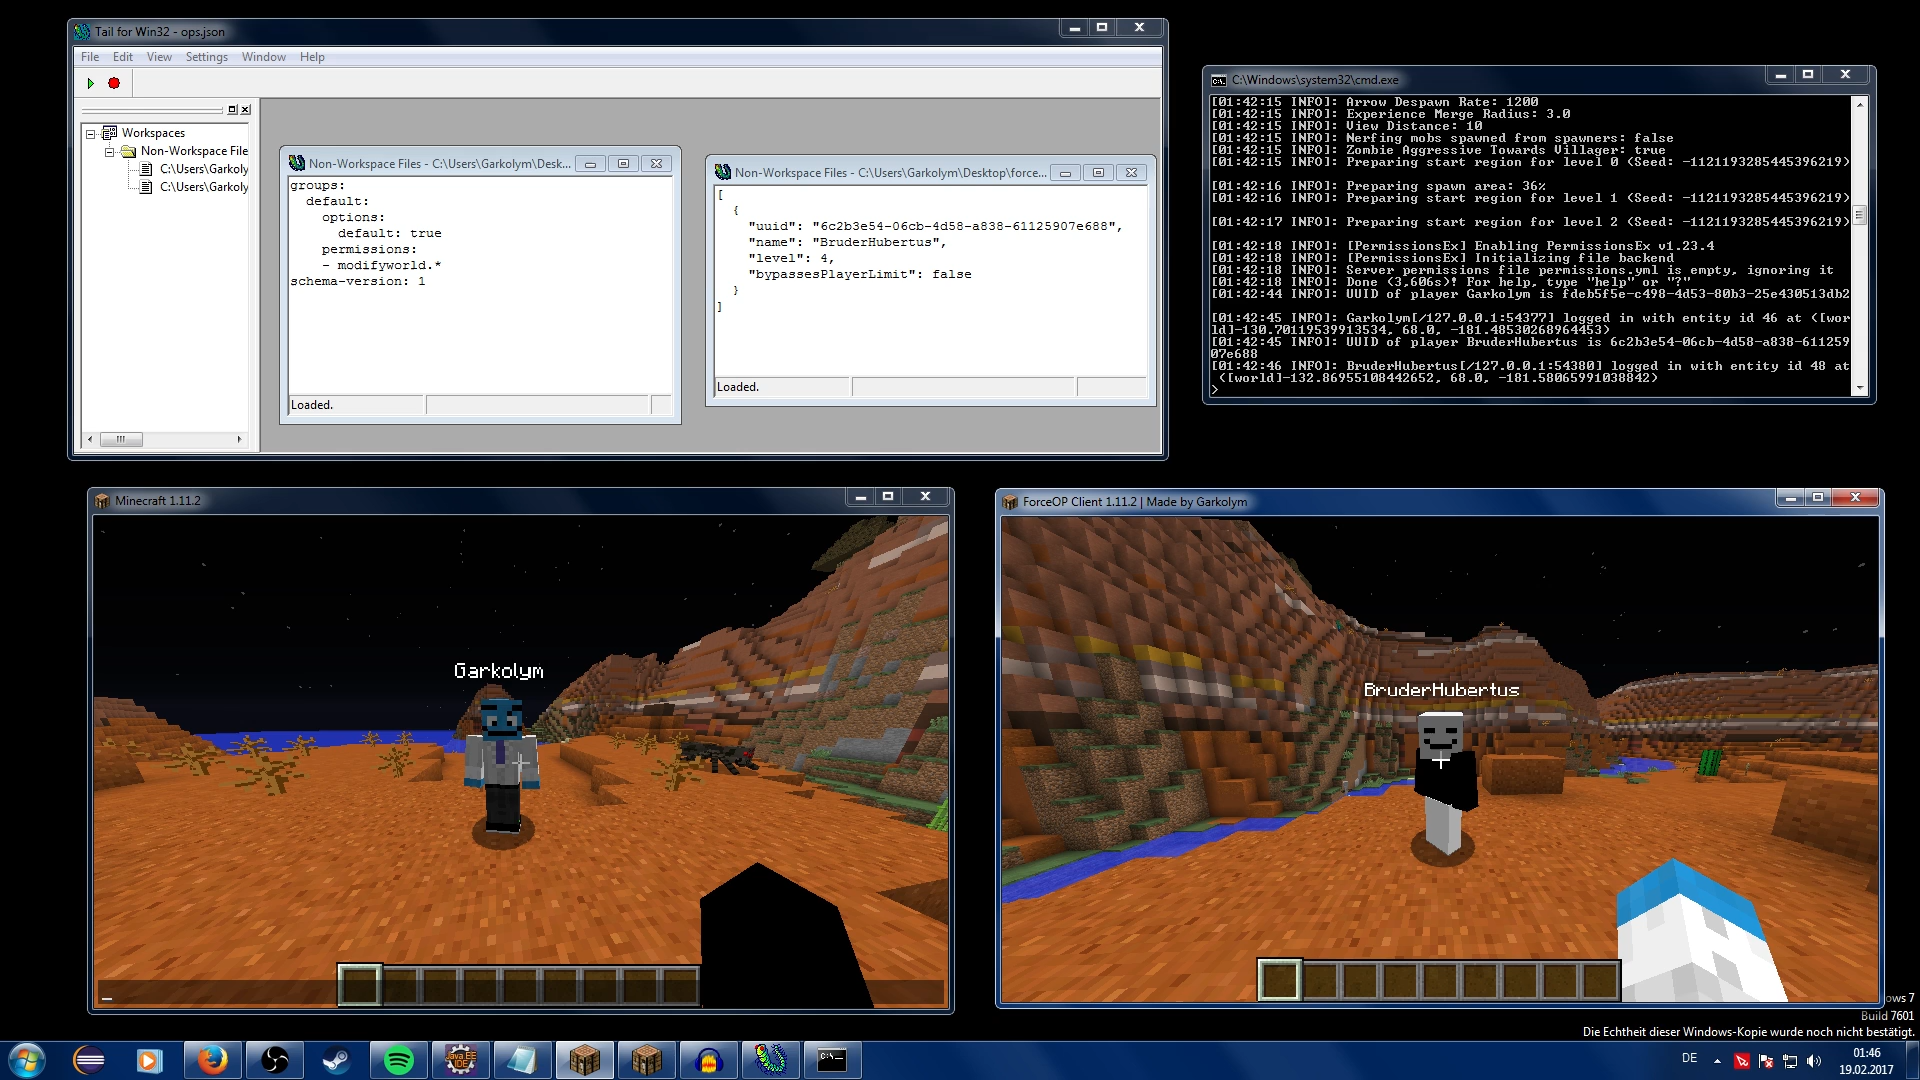 Tail for Win32 - ops.json
File Edit View Settings Window Help
Workspaces
Non-Workspace File
C:\Users\Garkoly
C:\Users\Garkoly
Non-Workspace Files - C:\Users\Garkolym\Desk...
groups:
default:
options:
default: true
permissions:
- modifyworld.*
schema-version: 1
Loaded.
Non-Workspace Files - C:\Users\Garkolym\Desktop\force...
[
{
"uuid": "6c2b3e54-06cb-4d58-a838-61125907e688",
"name": "BruderHubertus",
"level": 4,
"bypassesPlayerLimit": false
}
]
Loaded.
C:\Windows\system32\cmd.exe
[01:42:15 INFO]: Arrow Despawn Rate: 1200
[01:42:15 INFO]: Experience Merge Radius: 3.0
[01:42:15 INFO]: View Distance: 10
[01:42:15 INFO]: Nerfing mobs spawned from spawners: false
[01:42:15 INFO]: Zombie Aggressive Towards Villager: true
[01:42:15 INFO]: Preparing start region for level 0 (Seed: -1121193285445396219)
[01:42:16 INFO]: Preparing spawn area: 36%
[01:42:16 INFO]: Preparing start region for level 1 (Seed: -1121193285445396219)
[01:42:17 INFO]: Preparing start region for level 2 (Seed: -1121193285445396219)
[01:42:18 INFO]: [PermissionsEx] Enabling PermissionsEx v1.23.4
[01:42:18 INFO]: [PermissionsEx] Initializing file backend
[01:42:18 INFO]: Server permissions file permissions.yml is empty, ignoring it
[01:42:18 INFO]: Done (3,606s)! For help, type "help" or "?"
[01:42:44 INFO]: UUID of player Garkolym is fdeb5f5e-c498-4d53-80b3-25e430513db2
[01:42:45 INFO]: Garkolym[/127.0.0.1:54377] logged in with entity id 46 at ([wor
ld]-130.70119539913534, 68.0, -181.48530268964453)
[01:42:45 INFO]: UUID of player BruderHubertus is 6c2b3e54-06cb-4d58-a838-611259
07e688
[01:42:46 INFO]: BruderHubertus[/127.0.0.1:54380] logged in with entity id 48 at
([world]-132.86955108442652, 68.0, -181.58065991038842)
>
Minecraft 1.11.2
Garkolym
ForceOP Client 1.11.2 | Made by Garkolym
BruderHubertus
ows 7
Build 7601
Die Echtheit dieser Windows-Kopie wurde noch nicht bestätigt.
Java EE
IDE
C:\_
DE
01:46
19.02.2017